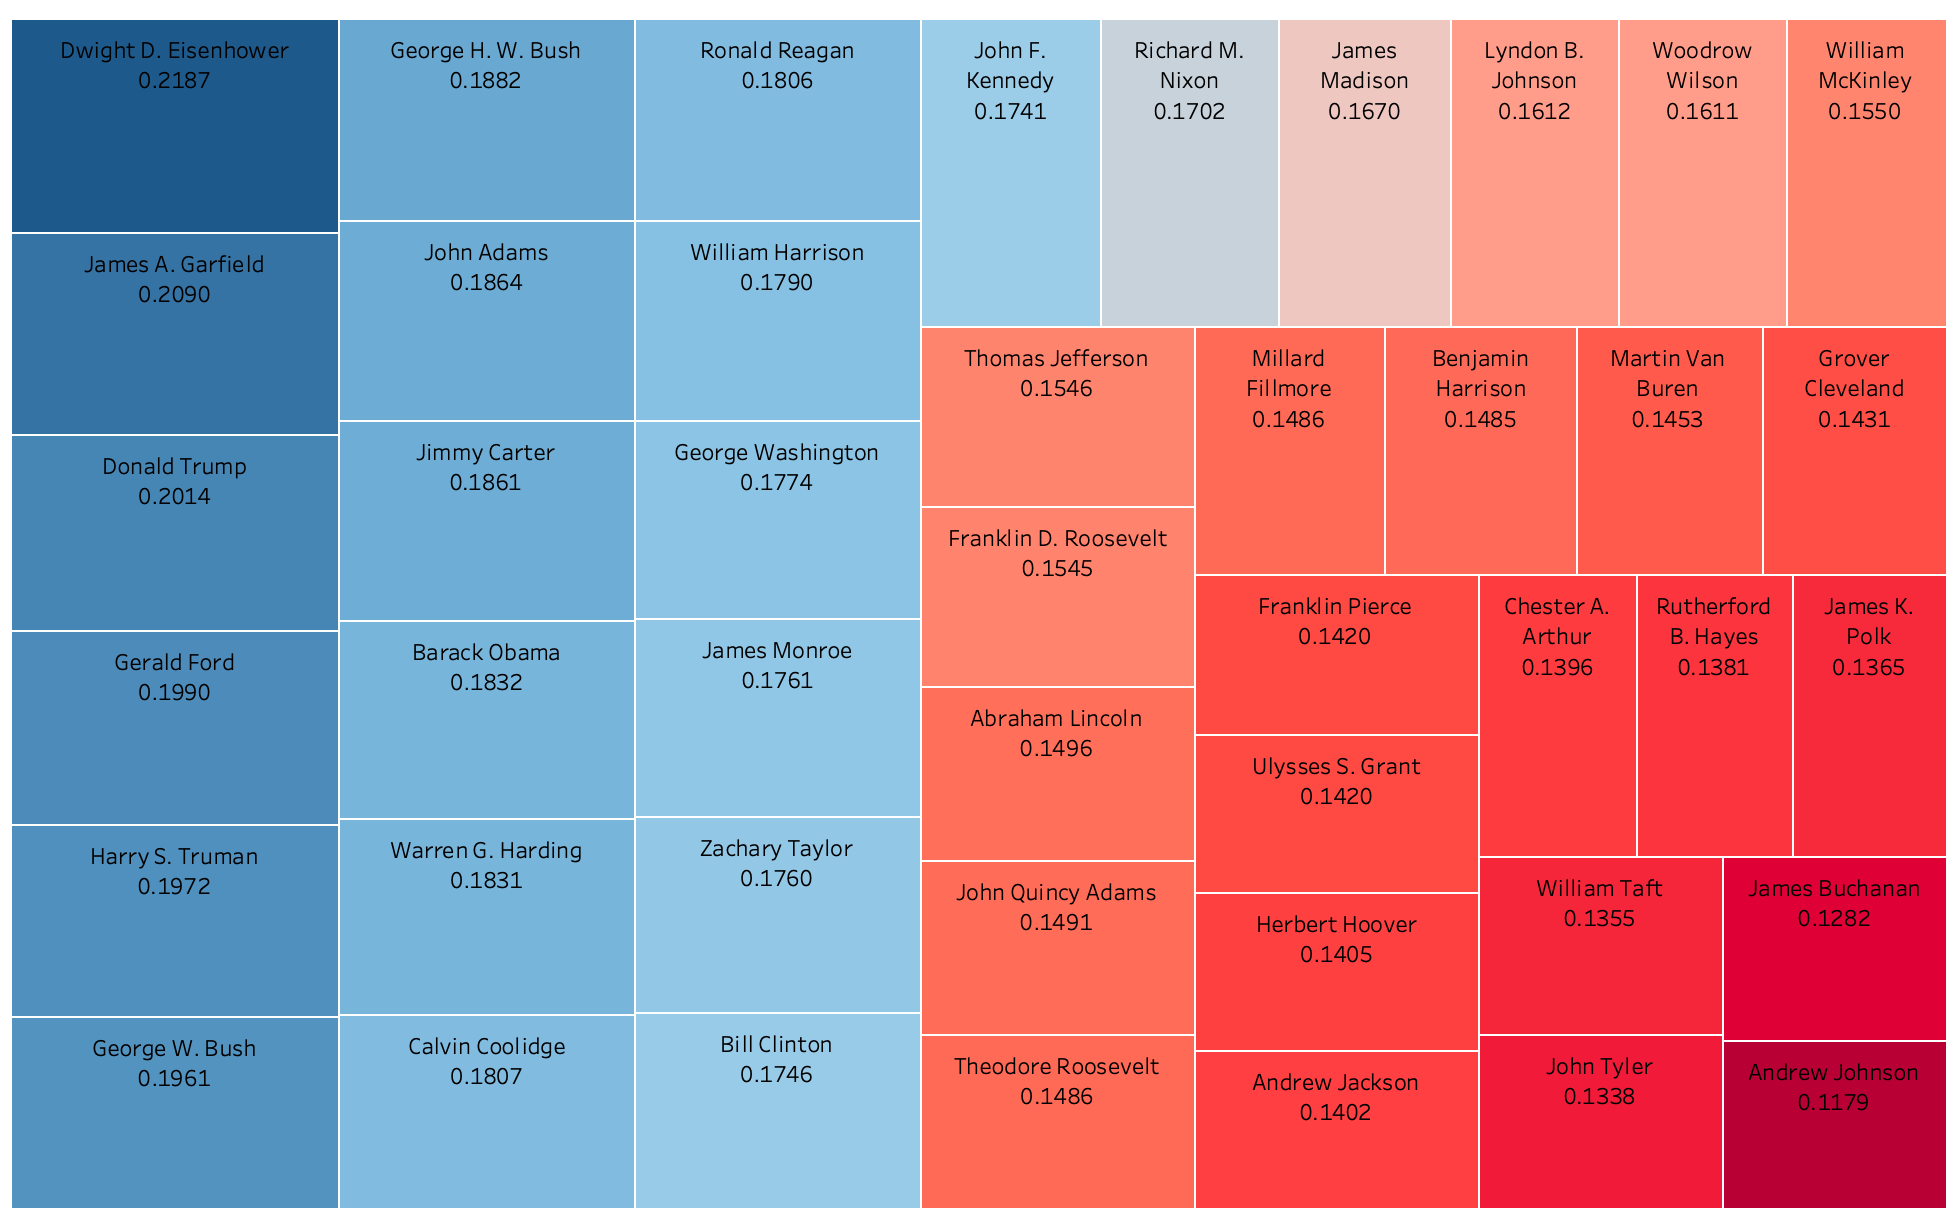 Dwight D. Eisenhower
0.2187
James A. Garfield
0.2090
Donald Trump
0.2014
Gerald Ford
0.1990
Harry S. Truman
0.1972
George W. Bush
0.1961
George H. W. Bush
0.1882
John Adams
0.1864
Jimmy Carter
0.1861
Barack Obama
0.1832
Warren G. Harding
0.1831
Calvin Coolidge
0.1807
Ronald Reagan
0.1806
William Harrison
0.1790
George Washington
0.1774
James Monroe
0.1761
Zachary Taylor
0.1760
Bill Clinton
0.1746
John F.
Kennedy
0.1741
Richard M.
Nixon
0.1702
James
Madison
0.1670
Lyndon B.
Johnson
0.1612
Woodrow
Wilson
0.1611
William
McKinley
0.1550
Thomas Jefferson
0.1546
Franklin D. Roosevelt
0.1545
Abraham Lincoln
0.1496
John Quincy Adams
0.1491
Theodore Roosevelt
0.1486
Millard
Fillmore
0.1486
Benjamin
Harrison
0.1485
Martin Van
Buren
0.1453
Grover
Cleveland
0.1431
Franklin Pierce
0.1420
Ulysses S. Grant
0.1420
Herbert Hoover
0.1405
Andrew Jackson
0.1402
Chester A.
Arthur
0.1396
Rutherford
B. Hayes
0.1381
James K.
Polk
0.1365
William Taft
0.1355
John Tyler
0.1338
James Buchanan
0.1282
Andrew Johnson
0.1179